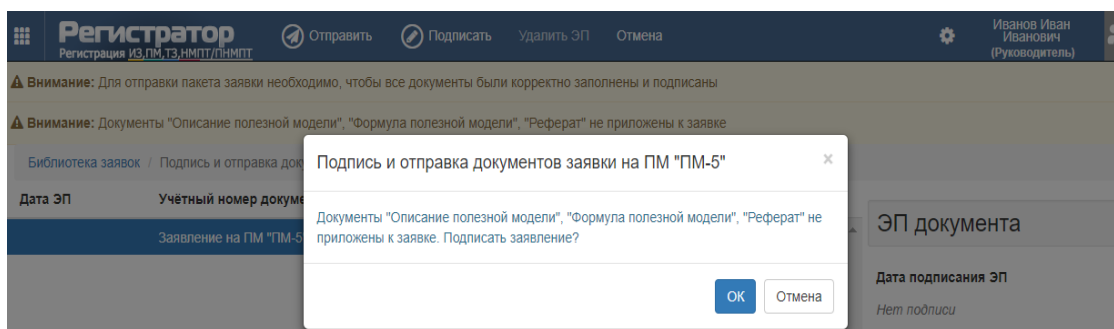 Регистратор
Регистрация ИЗ,ПМ,ТЗ,НМПТ/ПНМПТ
Отправить Подписать Удалить ЭП Отмена
Иванов Иван
Иванович
(Руководитель)
Внимание: Для отправки пакета заявки необходимо, чтобы все документы были корректно заполнены и подписаны
Внимание: Документы "Описание полезной модели", "Формула полезной модели", "Реферат" не приложены к заявке
Библиотека заявок / Подпись и отправка док
Дата ЭП Учётный номер докуме
Заявление на ПМ "ПМ-5
Подпись и отправка документов заявки на ПМ "ПМ-5"
×
Документы "Описание полезной модели", "Формула полезной модели", "Реферат" не
приложены к заявке. Подписать заявление?
ОК Отмена
ЭП документа
Дата подписания ЭП
Нет подписи